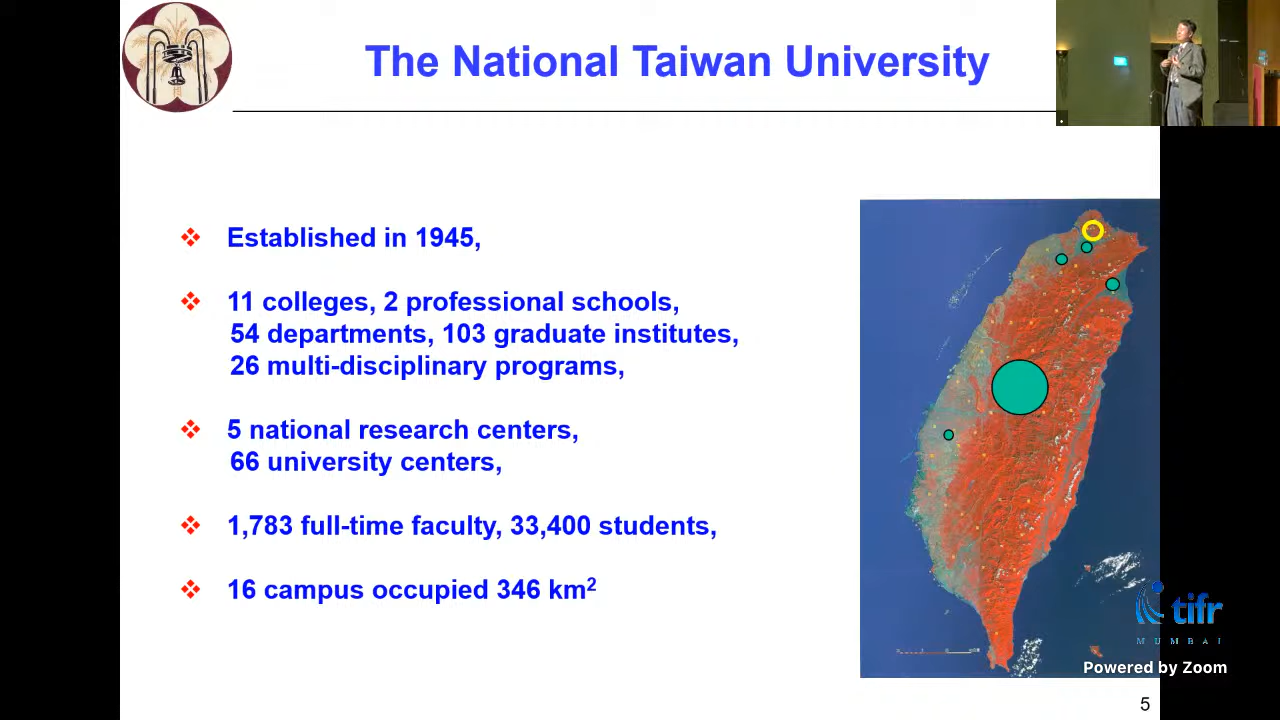 The National Taiwan University
Established in 1945,
11 colleges, 2 professional schools,
54 departments, 103 graduate institutes,
26 multi-disciplinary programs,
5 national research centers,
66 university centers,
1,783 full-time faculty, 33,400 students,
16 campus occupied 346 km²
tifr
MUMBAI
Powered by Zoom
5